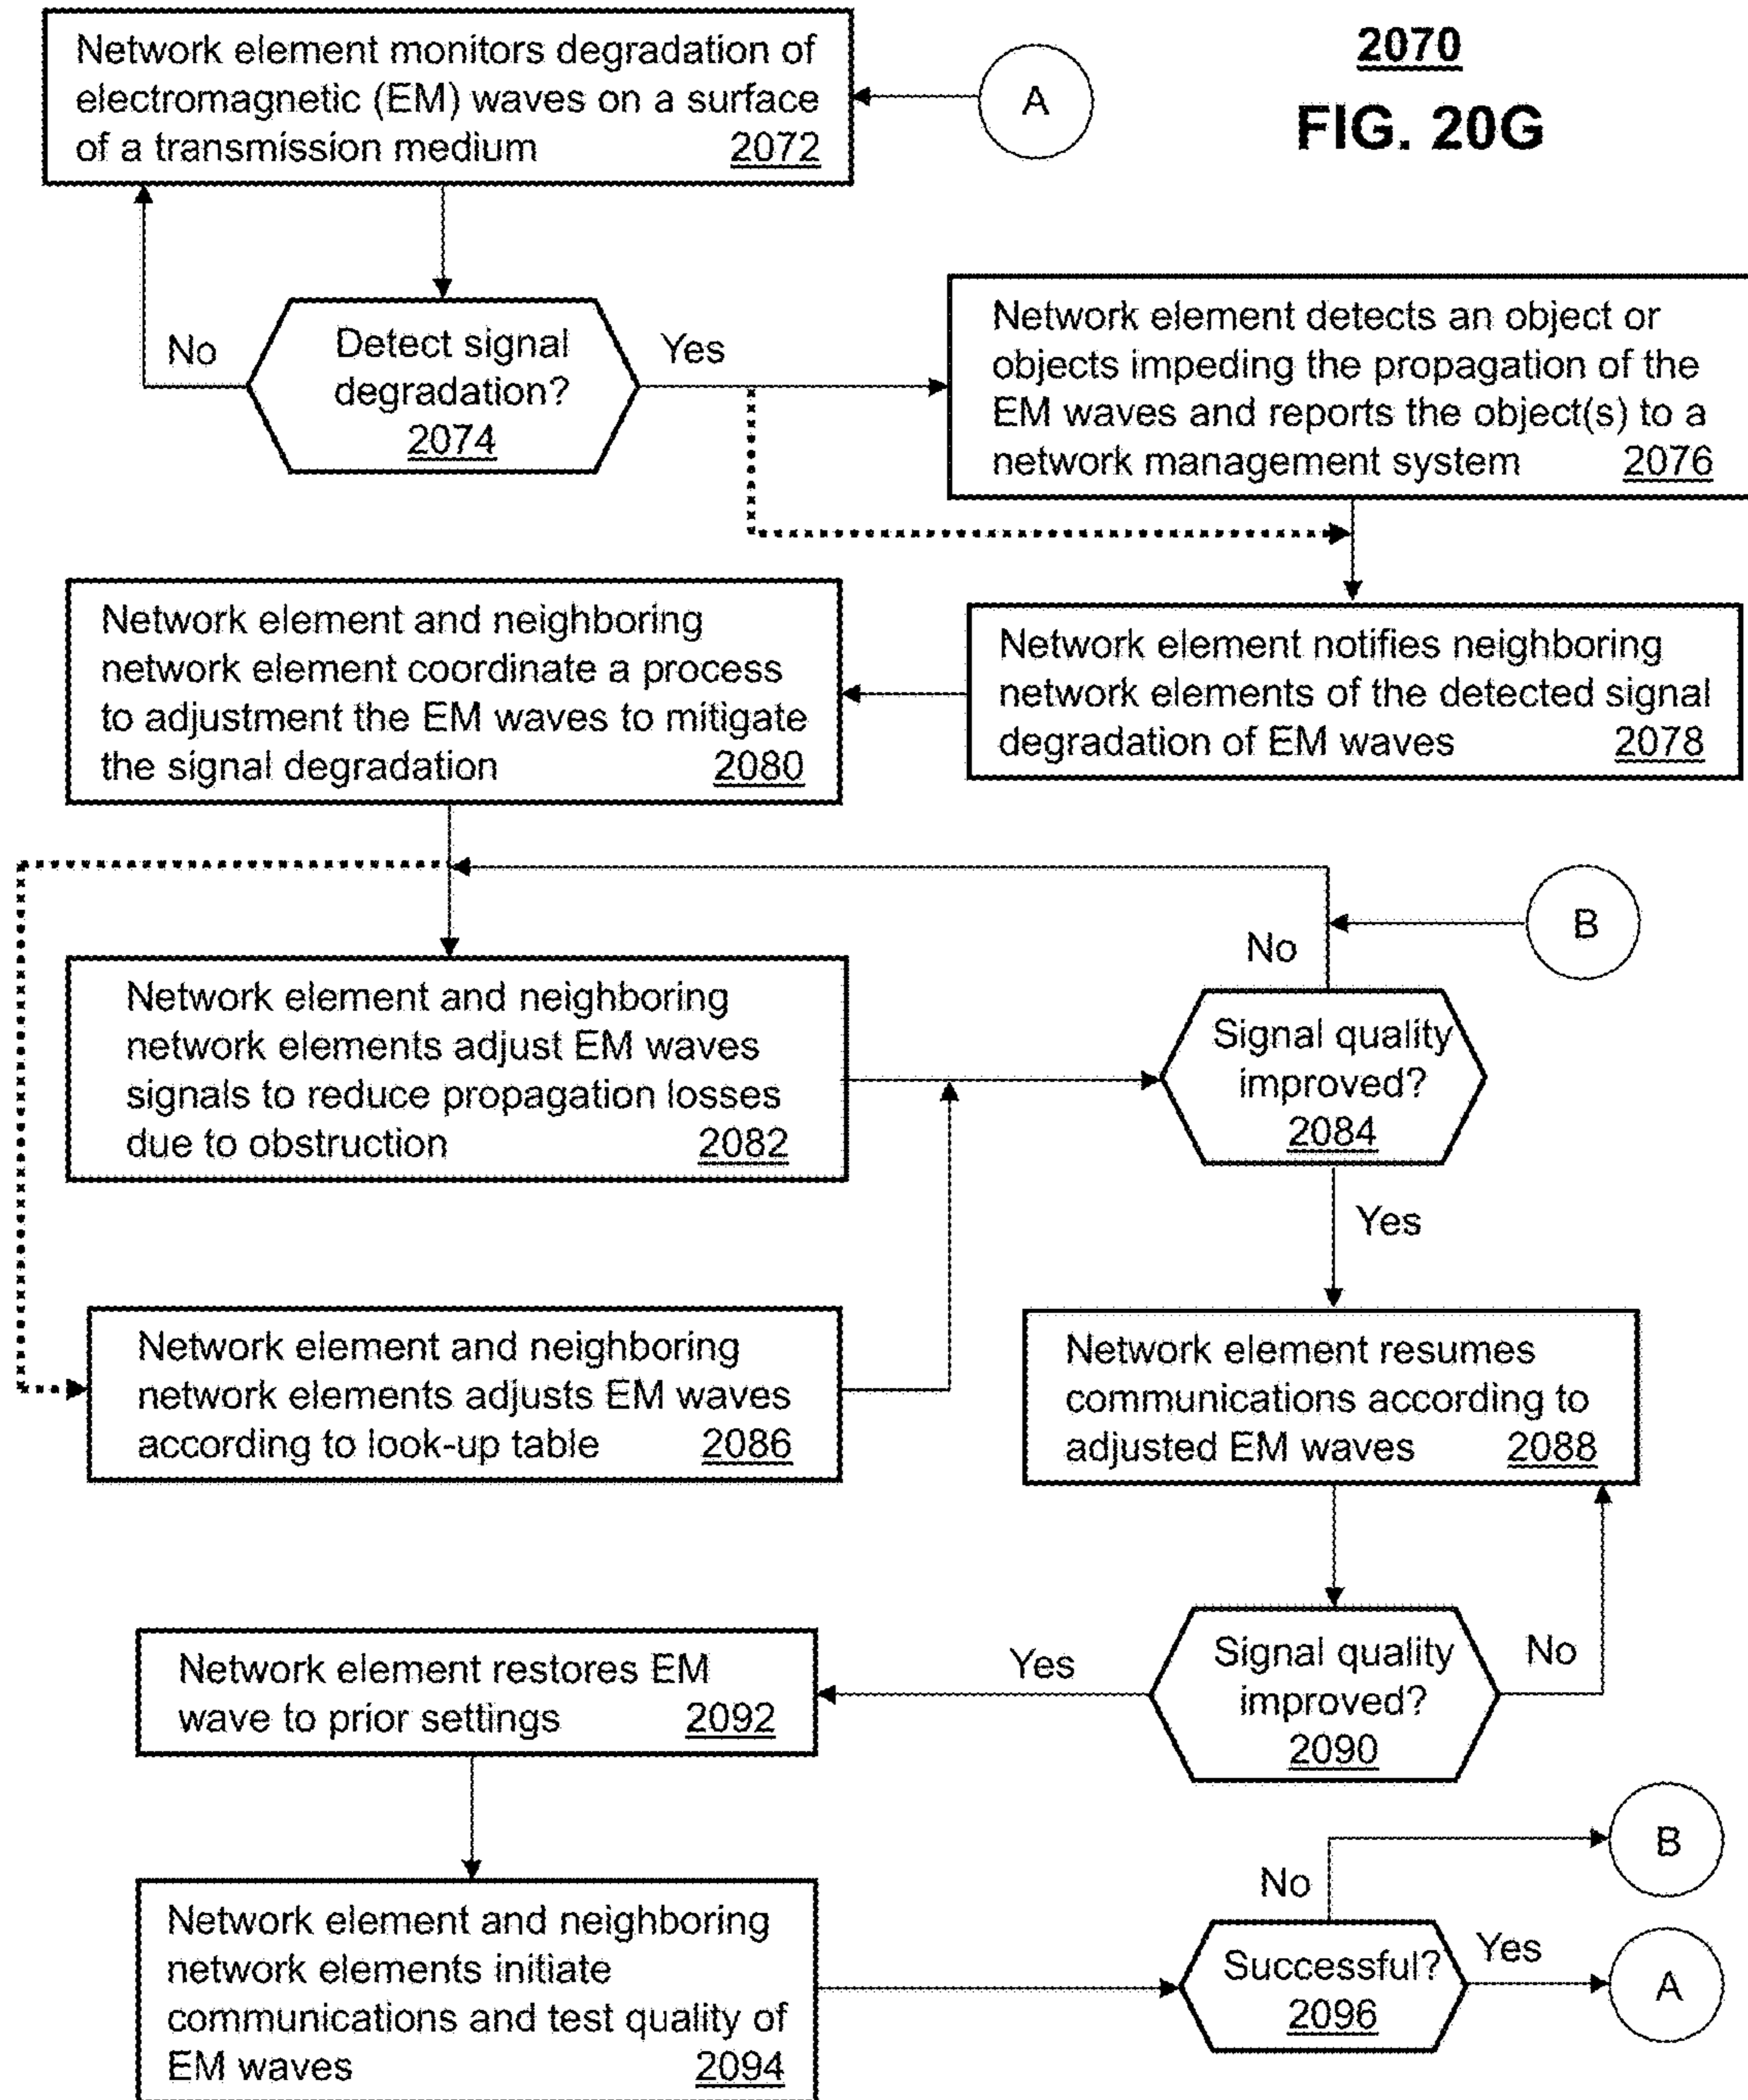 2070
FIG. 20G
Network element monitors degradation of
electromagnetic (EM) waves on a surface
of a transmission medium 2072
A
No
Detect signal
degradation?
2074
Yes
Network element detects an object or
objects impeding the propagation of the
EM waves and reports the object(s) to a
network management system 2076
Network element notifies neighboring
network elements of the detected signal
degradation of EM waves 2078
Network element and neighboring
network element coordinate a process
to adjustment the EM waves to mitigate
the signal degradation 2080
B
No
Network element and neighboring
network elements adjust EM waves
signals to reduce propagation losses
due to obstruction 2082
Signal quality
improved?
2084
Yes
Network element and neighboring
network elements adjusts EM waves
according to look-up table 2086
Network element resumes
communications according to
adjusted EM waves 2088
Signal quality
improved?
2090
No
Yes
Network element restores EM
wave to prior settings 2092
Network element and neighboring
network elements initiate
communications and test quality of
EM waves 2094
Successful?
2096
No
B
Yes
A